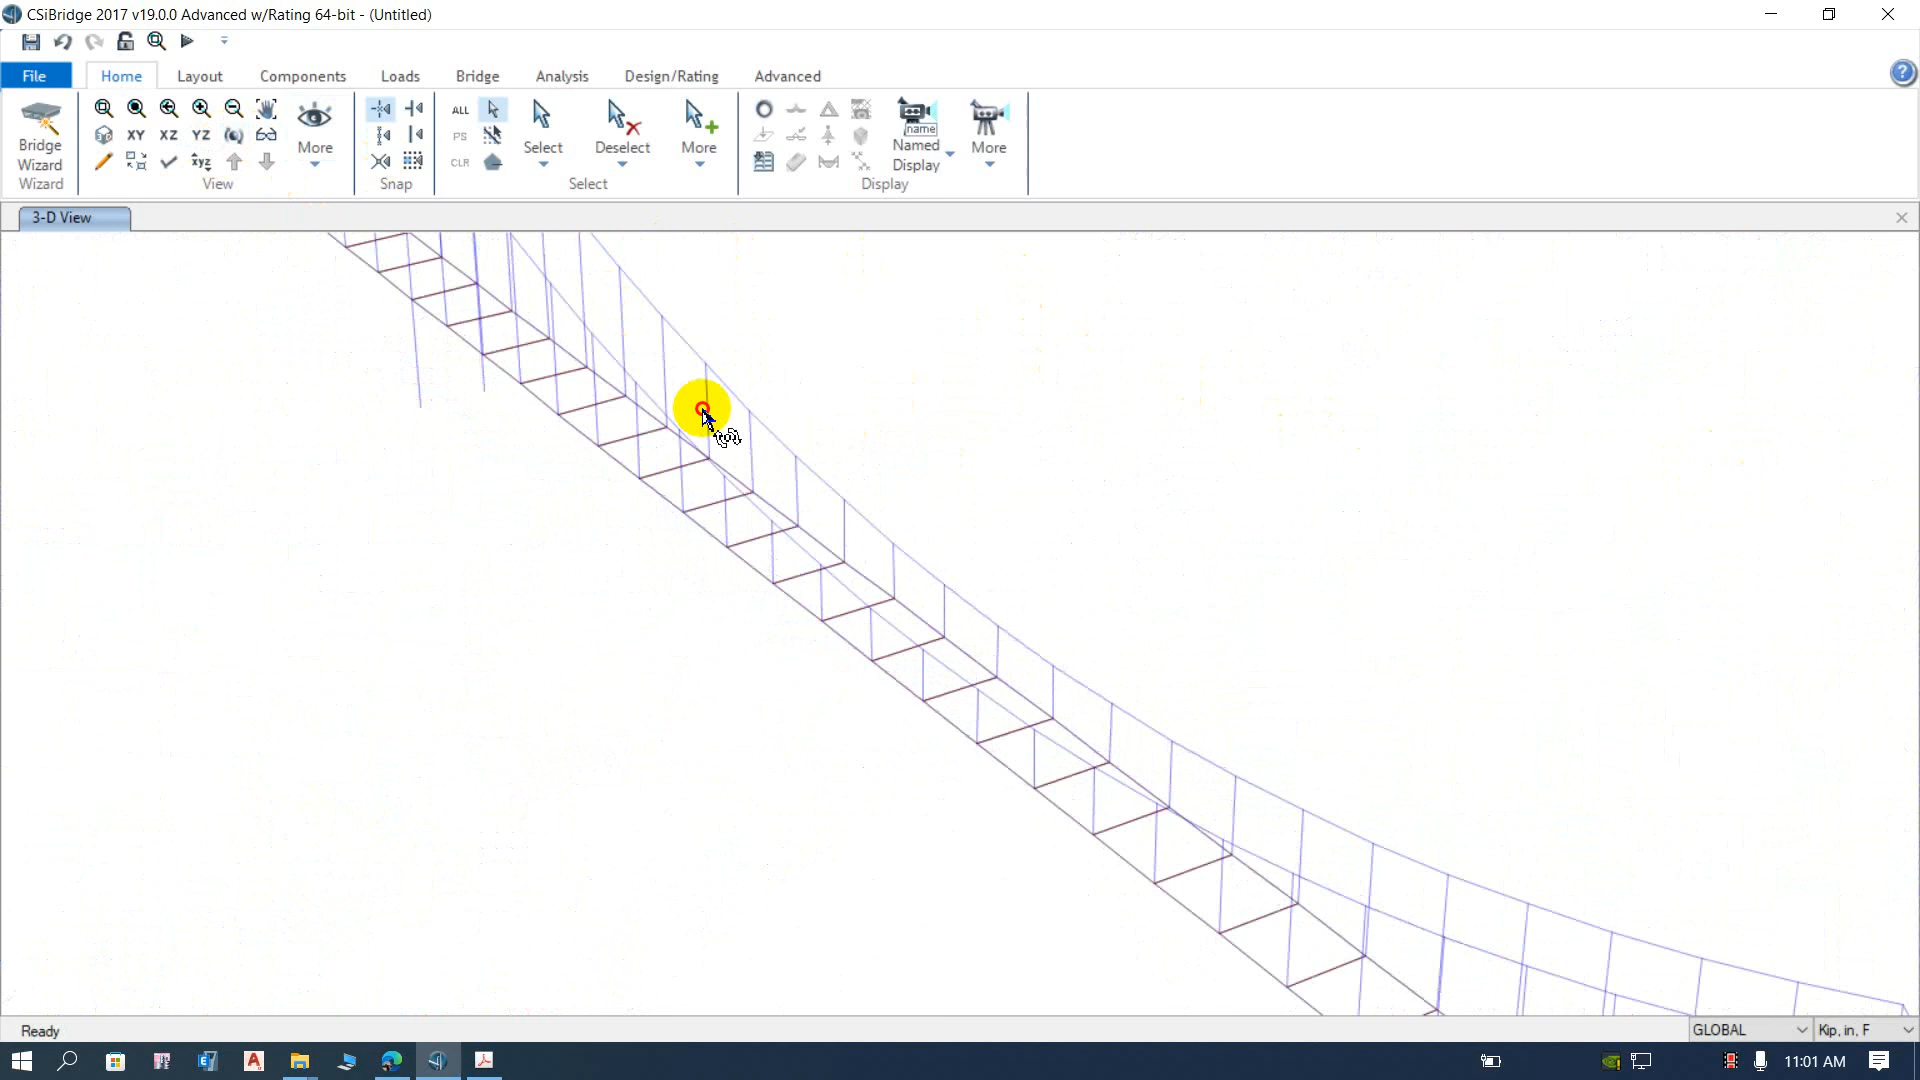 CSiBridge 2017 v19.0.0 Advanced w/Rating 64-bit - (Untitled)
File Home Layout Components Loads Bridge Analysis Design/Rating Advanced
?
XY XZ YZ
xyz
More
ALL
PS
CLR
Select
Deselect
More
name
Named Display
More
Bridge Wizard
Wizard View Snap Select Display
3-D View
Ready GLOBAL Kip, in, F
11:01 AM